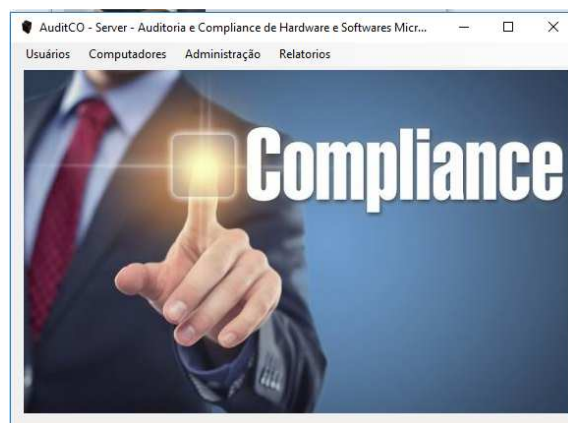 AuditCO - Server - Auditoria e Compliance de Hardware e Softwares Micr...
Usuários Computadores Administração Relatorios
Compliance